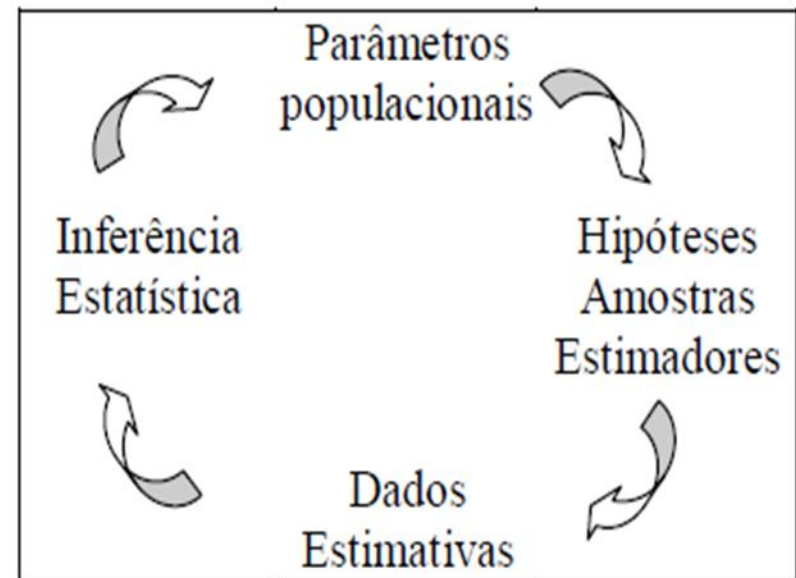 Parâmetros
populacionais
Inferência
Estatística
Hipóteses
Amostras
Estimadores
Dados
Estimativas